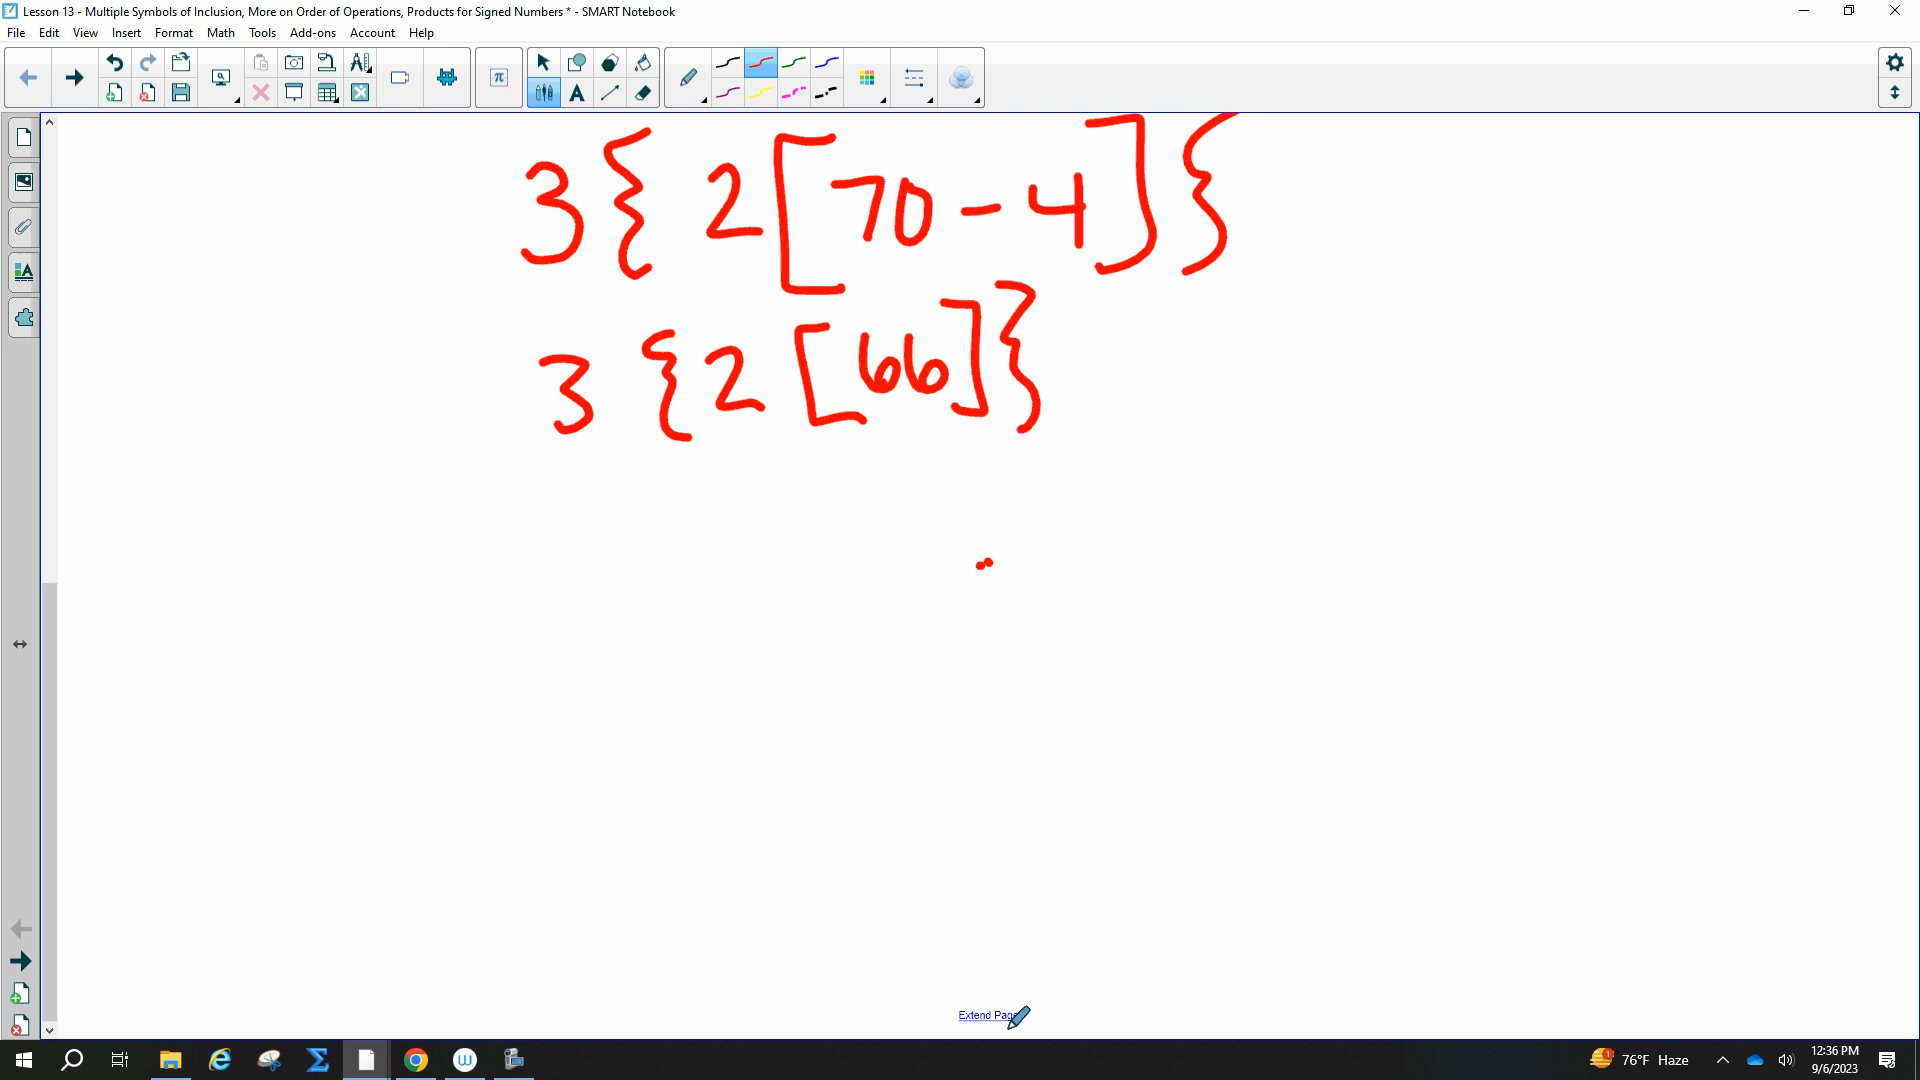 Lesson 13 - Multiple Symbols of Inclusion, More on Order of Operations, Products for Signed Numbers * - SMART Notebook
File Edit View Insert Format Math Tools Add-ons Account Help
3{ 2[70-4]}
3 {2 [66]}
Extend Page
76°F Haze
12:36 PM
9/6/2023